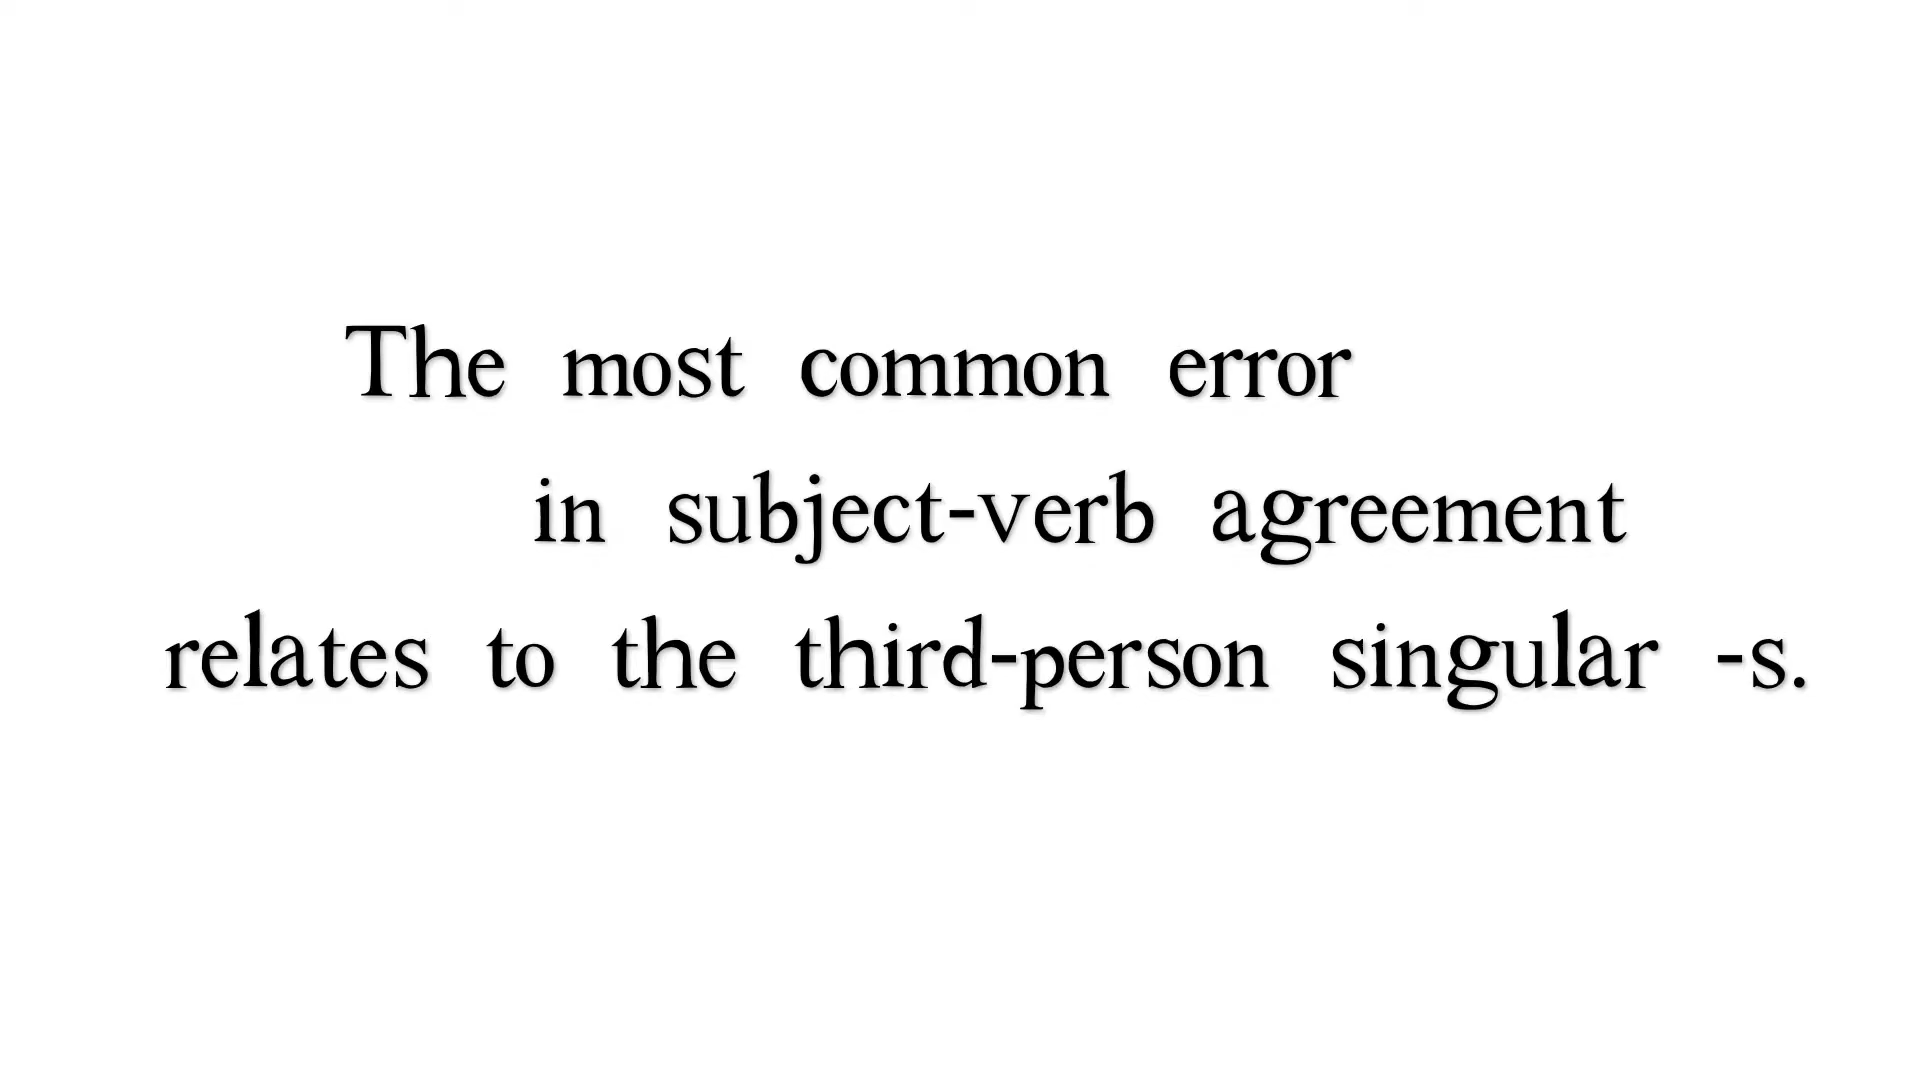 The most common error
in subject-verb agreement
relates to the third-person singular -s.